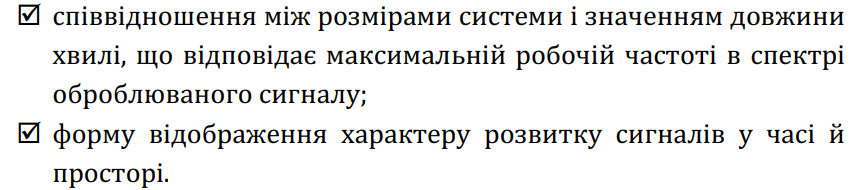 ☑ співвідношення між розмірами системи і значенням довжини
хвилі, що відповідає максимальній робочій частоті в спектрі
оброблюваного сигналу;
☑ форму відображення характеру розвитку сигналів у часі й
просторі.